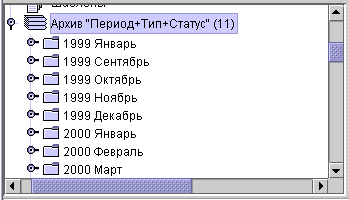 Шаблоны
Архив "Период+Тип+Статус" (11)
1999 Январь
1999 Сентябрь
1999 Октябрь
1999 Ноябрь
1999 Декабрь
2000 Январь
2000 Февраль
2000 Март